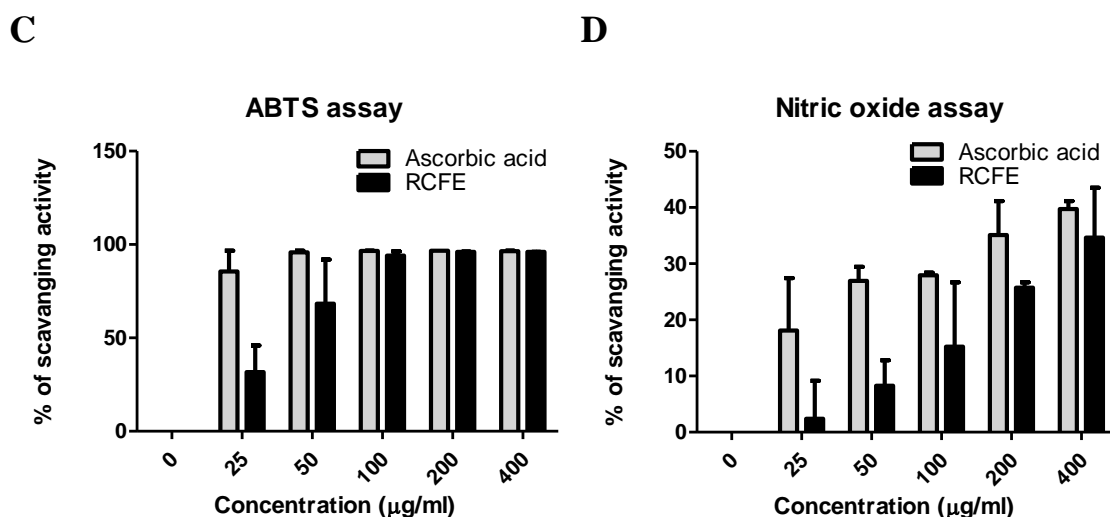 C
ABTS assay
% of scavanging activity
150
100
50
0
Ascorbic acid
RCFE
0
25
50
100
200
400
Concentration (μg/ml)
D
Nitric oxide assay
% of scavanging activity
50
40
30
20
10
0
Ascorbic acid
RCFE
0
25
50
100
200
400
Concentration (μg/ml)